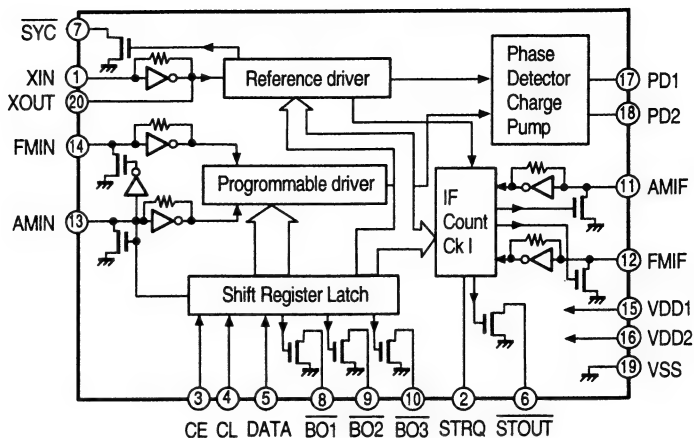 SYC
7
XIN
1
XOUT
20
FMIN
14
AMIN
13
Reference driver
Programmable driver
Shift Register Latch
Phase
Detector
Charge
Pump
IF
Count
Ck I
17
PD1
18
PD2
11
AMIF
12
FMIF
15
VDD1
16
VDD2
19
VSS
3
4
5
8
9
10
2
6
CE
CL
DATA
BO1
BO2
BO3
STRQ
STOUT